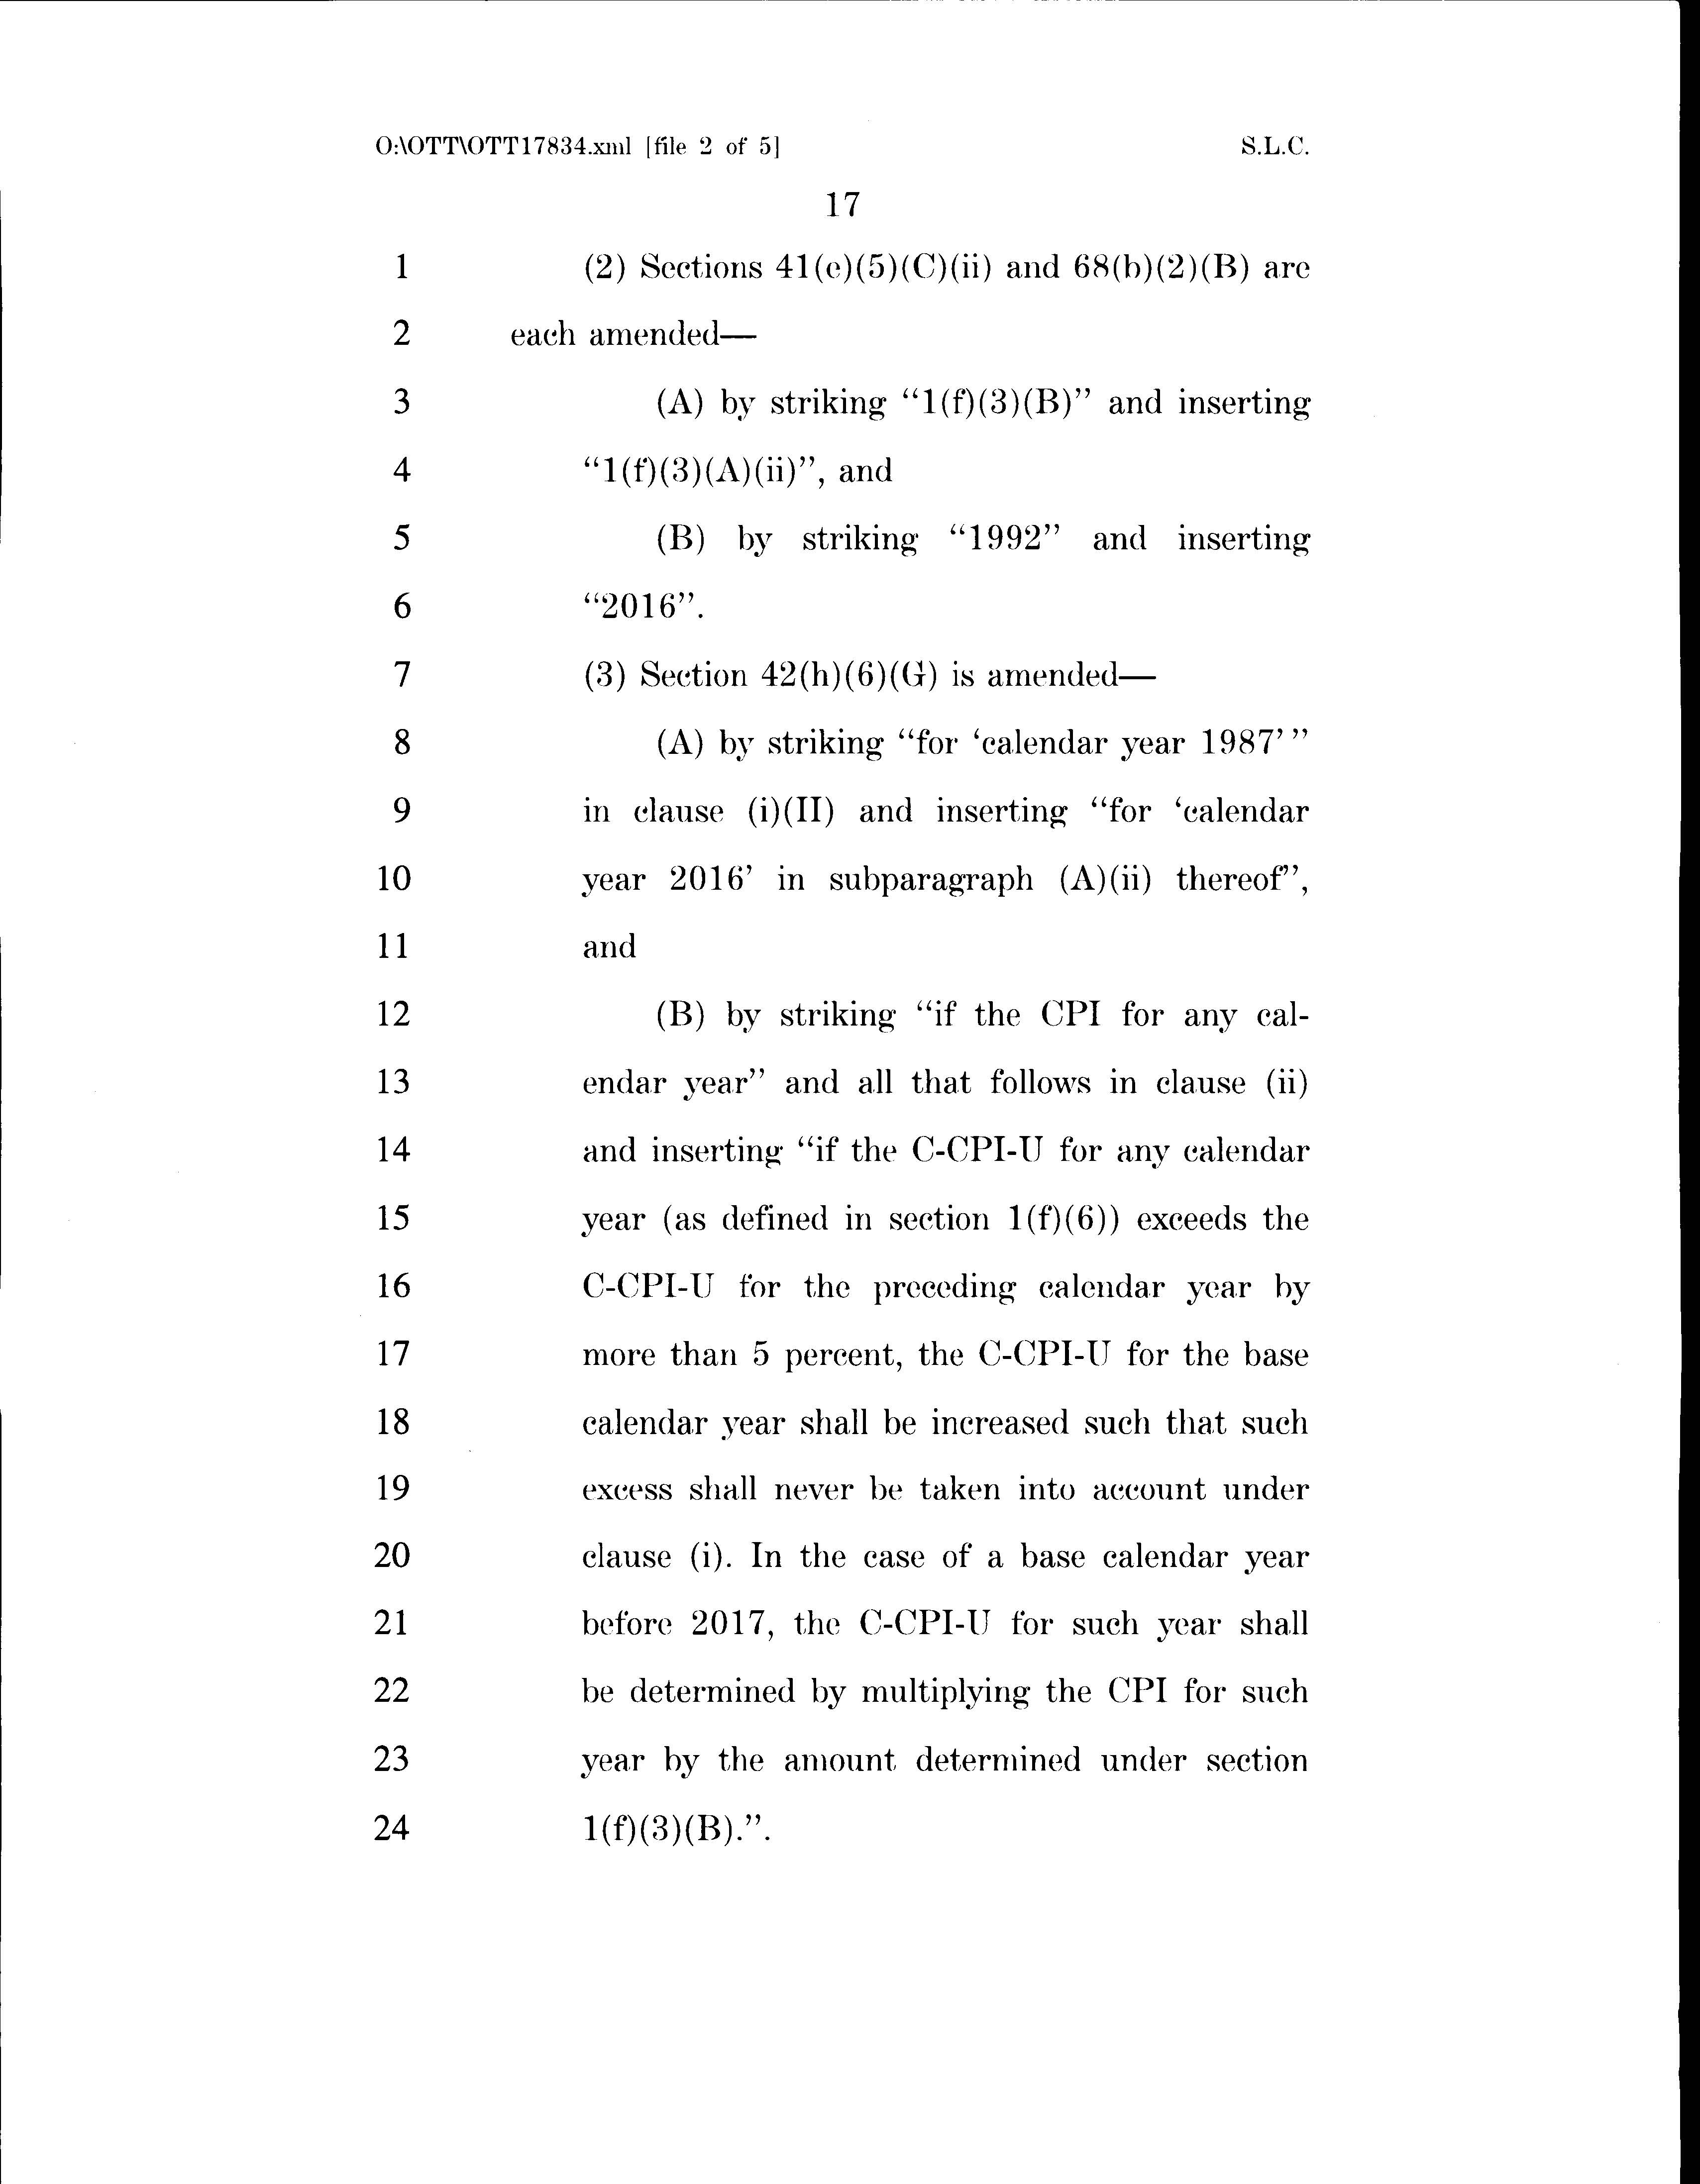 O:\OTT\OTT17834.xml [file 2 of 5] S.L.C.
17
1 (2) Sections 41(e)(5)(C)(ii) and 68(b)(2)(B) are
2 each amended—
3 (A) by striking “1(f)(3)(B)” and inserting
4 “1(f)(3)(A)(ii)”, and
5 (B) by striking “1992” and inserting
6 “2016”.
7 (3) Section 42(h)(6)(G) is amended—
8 (A) by striking “for ‘calendar year 1987’ ”
9 in clause (i)(II) and inserting “for ‘calendar
10 year 2016’ in subparagraph (A)(ii) thereof”,
11 and
12 (B) by striking “if the CPI for any cal-
13 endar year” and all that follows in clause (ii)
14 and inserting “if the C-CPI-U for any calendar
15 year (as defined in section 1(f)(6)) exceeds the
16 C-CPI-U for the preceding calendar year by
17 more than 5 percent, the C-CPI-U for the base
18 calendar year shall be increased such that such
19 excess shall never be taken into account under
20 clause (i). In the case of a base calendar year
21 before 2017, the C-CPI-U for such year shall
22 be determined by multiplying the CPI for such
23 year by the amount determined under section
24 1(f)(3)(B).”.